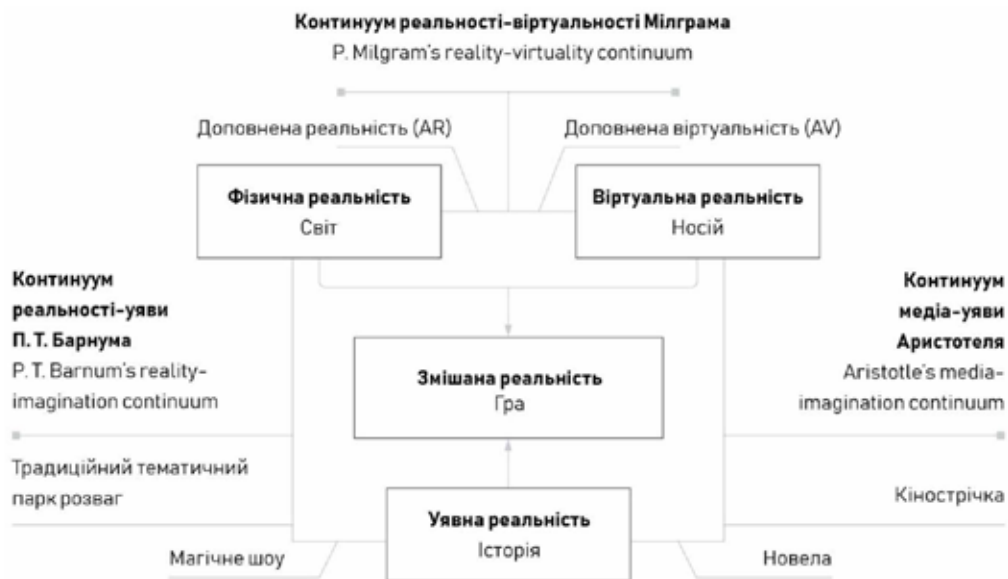 Континуум реальності-віртуальності Мілграма
P. Milgram's reality-virtuality continuum
Доповнена реальність (AR)
Доповнена віртуальність (AV)
Фізична реальність
Світ
Віртуальна реальність
Носій
Континуум
реальності-уяви
П. Т. Барнума
P. T. Barnum's reality-
imagination continuum
Континуум
медіа-уяви
Аристотеля
Aristotle's media-
imagination continuum
Змішана реальність
Гра
Традиційний тематичний
парк розваг
Кінострічка
Уявна реальність
Історія
Магічне шоу
Новела